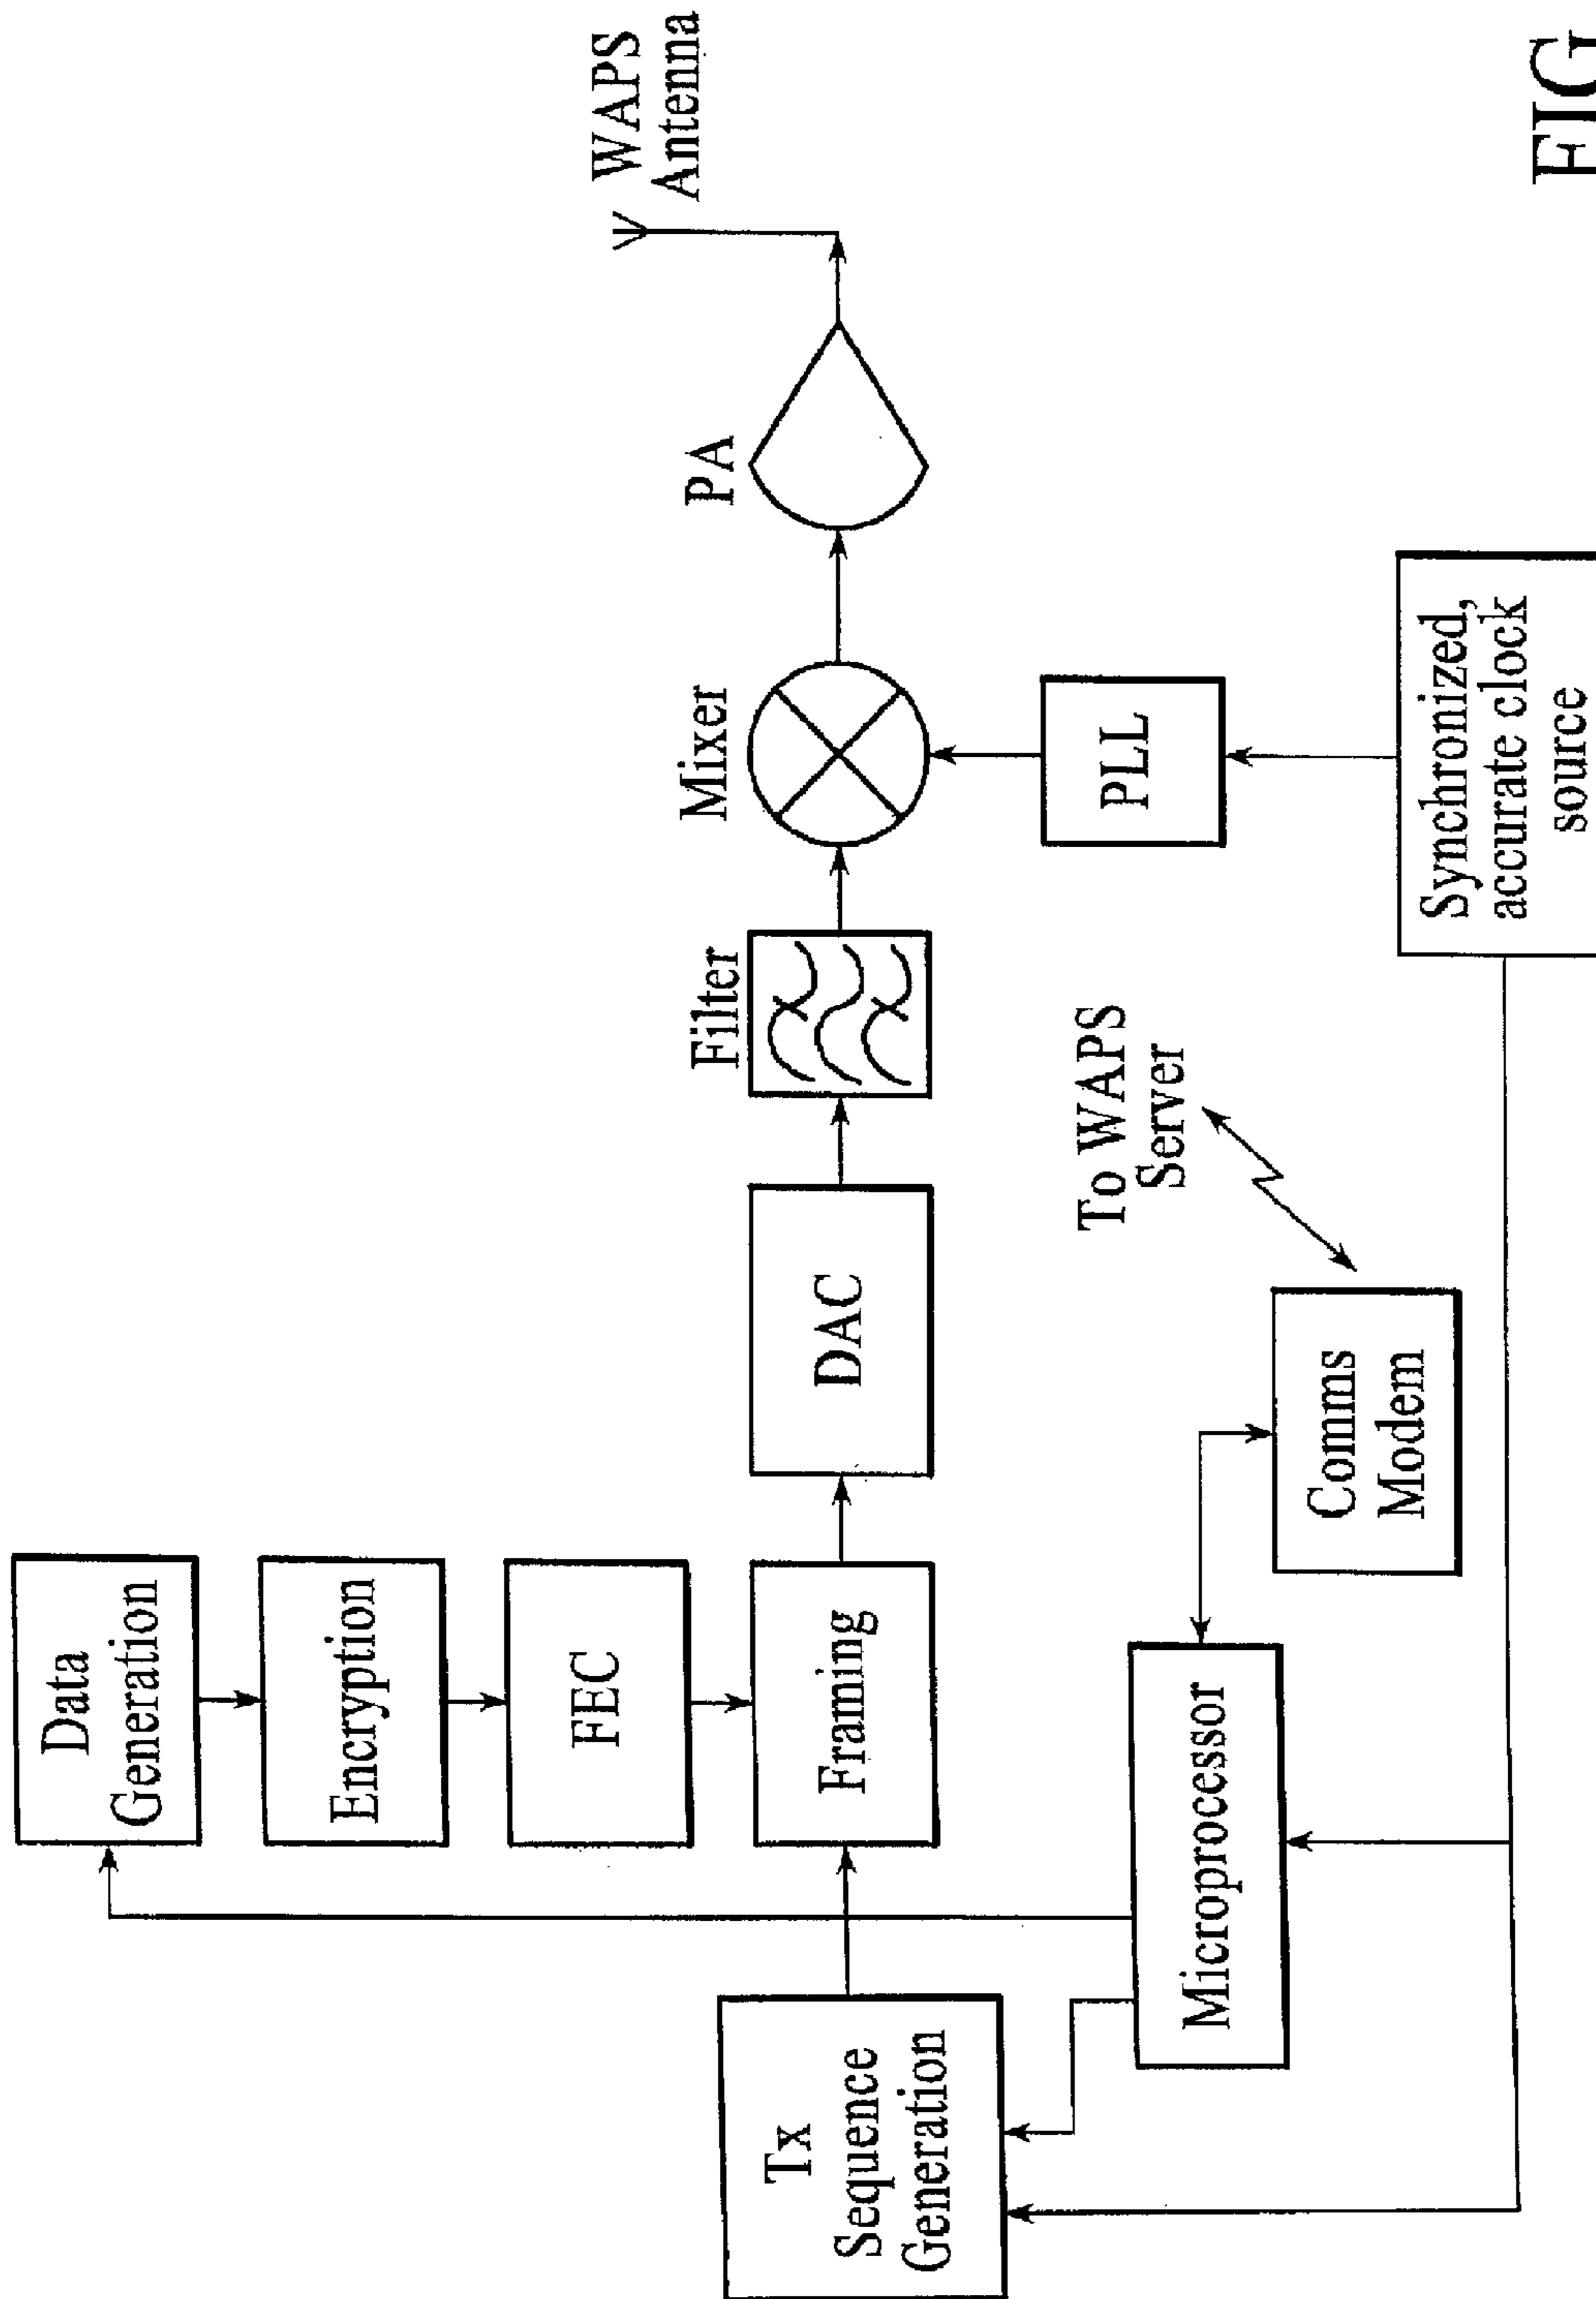 Data
Generation
Encryption
FEC
Framing
Tx
Sequence
Generation
DAC
Filter
Mixer
PA
WAPS
Antenna
PLL
Microprocessor
Comms
Modem
To WAPS
Server
Synchronized,
accurate clock
source
FIG